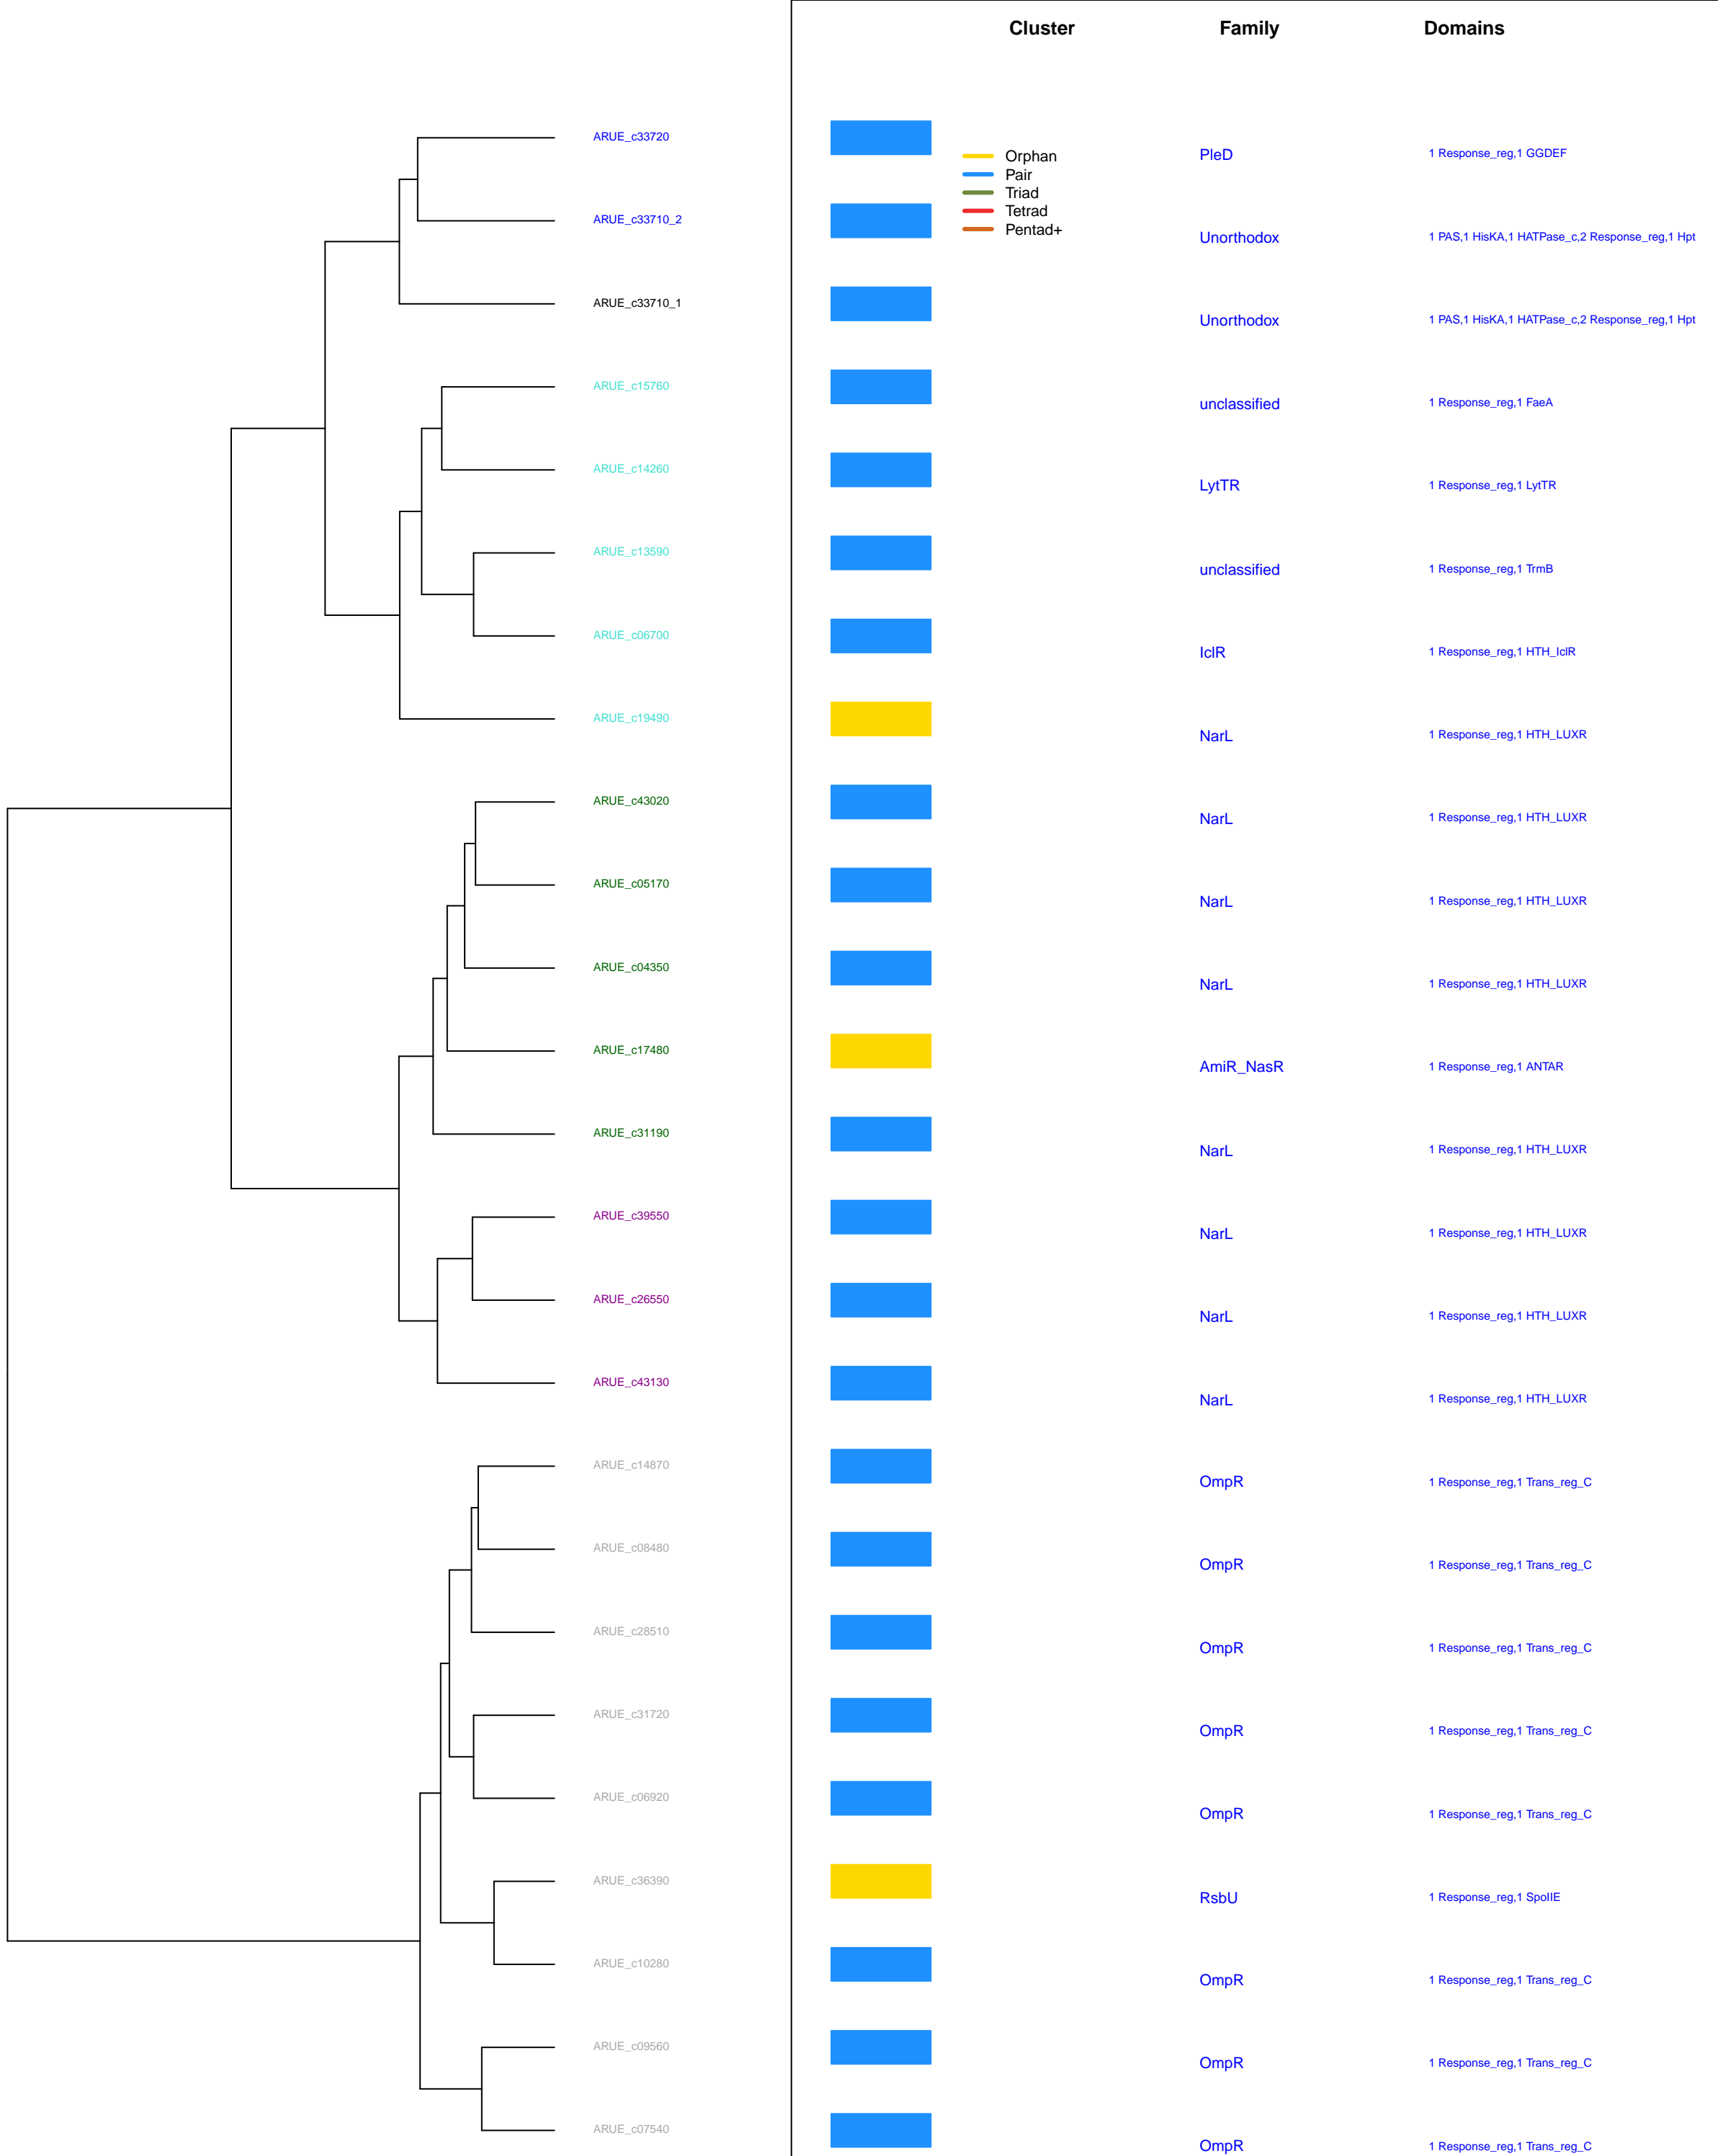 Cluster Family Domains
ARUE_c33720
Orphan
PleD 1 Response_reg,1 GGDEF
Pair
Triad
Tetrad
ARUE_c33710_2
Pentad+
Unorthodox 1 PAS,1 HisKA,1 HATPase_c,2 Response_reg,1 Hpt
ARUE_c33710_1
Unorthodox 1 PAS,1 HisKA,1 HATPase_c,2 Response_reg,1 Hpt
ARUE_c15760
unclassified 1 Response_reg,1 FaeA
ARUE_c14260
LytTR 1 Response_reg,1 LytTR
ARUE_c13590
unclassified 1 Response_reg,1 TrmB
ARUE_c06700
IclR 1 Response_reg,1 HTH_IclR
ARUE_c19490
NarL 1 Response_reg,1 HTH_LUXR
ARUE_c43020
NarL 1 Response_reg,1 HTH_LUXR
ARUE_c05170
NarL 1 Response_reg,1 HTH_LUXR
ARUE_c04350
NarL 1 Response_reg,1 HTH_LUXR
ARUE_c17480
AmiR_NasR 1 Response_reg,1 ANTAR
ARUE_c31190
NarL 1 Response_reg,1 HTH_LUXR
ARUE_c39550
NarL 1 Response_reg,1 HTH_LUXR
ARUE_c26550
NarL 1 Response_reg,1 HTH_LUXR
ARUE_c43130
NarL 1 Response_reg,1 HTH_LUXR
ARUE_c14870
OmpR 1 Response_reg,1 Trans_reg_C
ARUE_c08480
OmpR 1 Response_reg,1 Trans_reg_C
ARUE_c28510
OmpR 1 Response_reg,1 Trans_reg_C
ARUE_c31720
OmpR 1 Response_reg,1 Trans_reg_C
ARUE_c06920
OmpR 1 Response_reg,1 Trans_reg_C
ARUE_c36390
RsbU 1 Response_reg,1 SpoIIE
ARUE_c10280
OmpR 1 Response_reg,1 Trans_reg_C
ARUE_c09560
OmpR 1 Response_reg,1 Trans_reg_C
ARUE_c07540
OmpR 1 Response_reg,1 Trans_reg_C